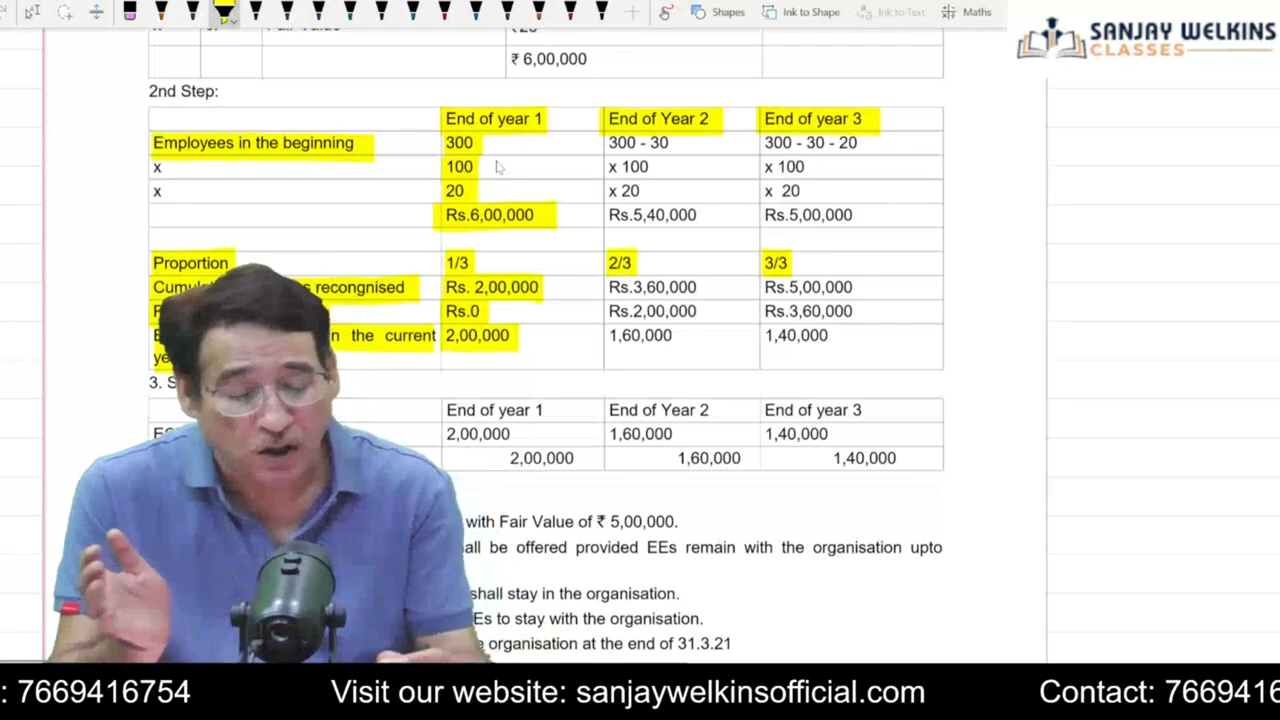 Shapes Ink to Shape Ink to Text Maths
SANJAY WELKINS
CLASSES
₹ 6,00,000
2nd Step:
End of year 1 End of Year 2 End of year 3
Employees in the beginning 300 300 - 30 300 - 30 - 20
x 100 x 100 x 100
x 20 x 20 x 20
Rs.6,00,000 Rs.5,40,000 Rs.5,00,000
Proportion 1/3 2/3 3/3
recongnised Rs. 2,00,000 Rs.3,60,000 Rs.5,00,000
Rs.0 Rs.2,00,000 Rs.3,60,000
the current 2,00,000 1,60,000 1,40,000
3.
End of year 1 End of Year 2 End of year 3
2,00,000 1,60,000 1,40,000
2,00,000 1,60,000 1,40,000
with Fair Value of ₹ 5,00,000.
be offered provided EEs remain with the organisation upto
shall stay in the organisation.
to stay with the organisation.
organisation at the end of 31.3.21
: 7669416754 Visit our website: sanjaywelkinsofficial.com Contact: 7669416